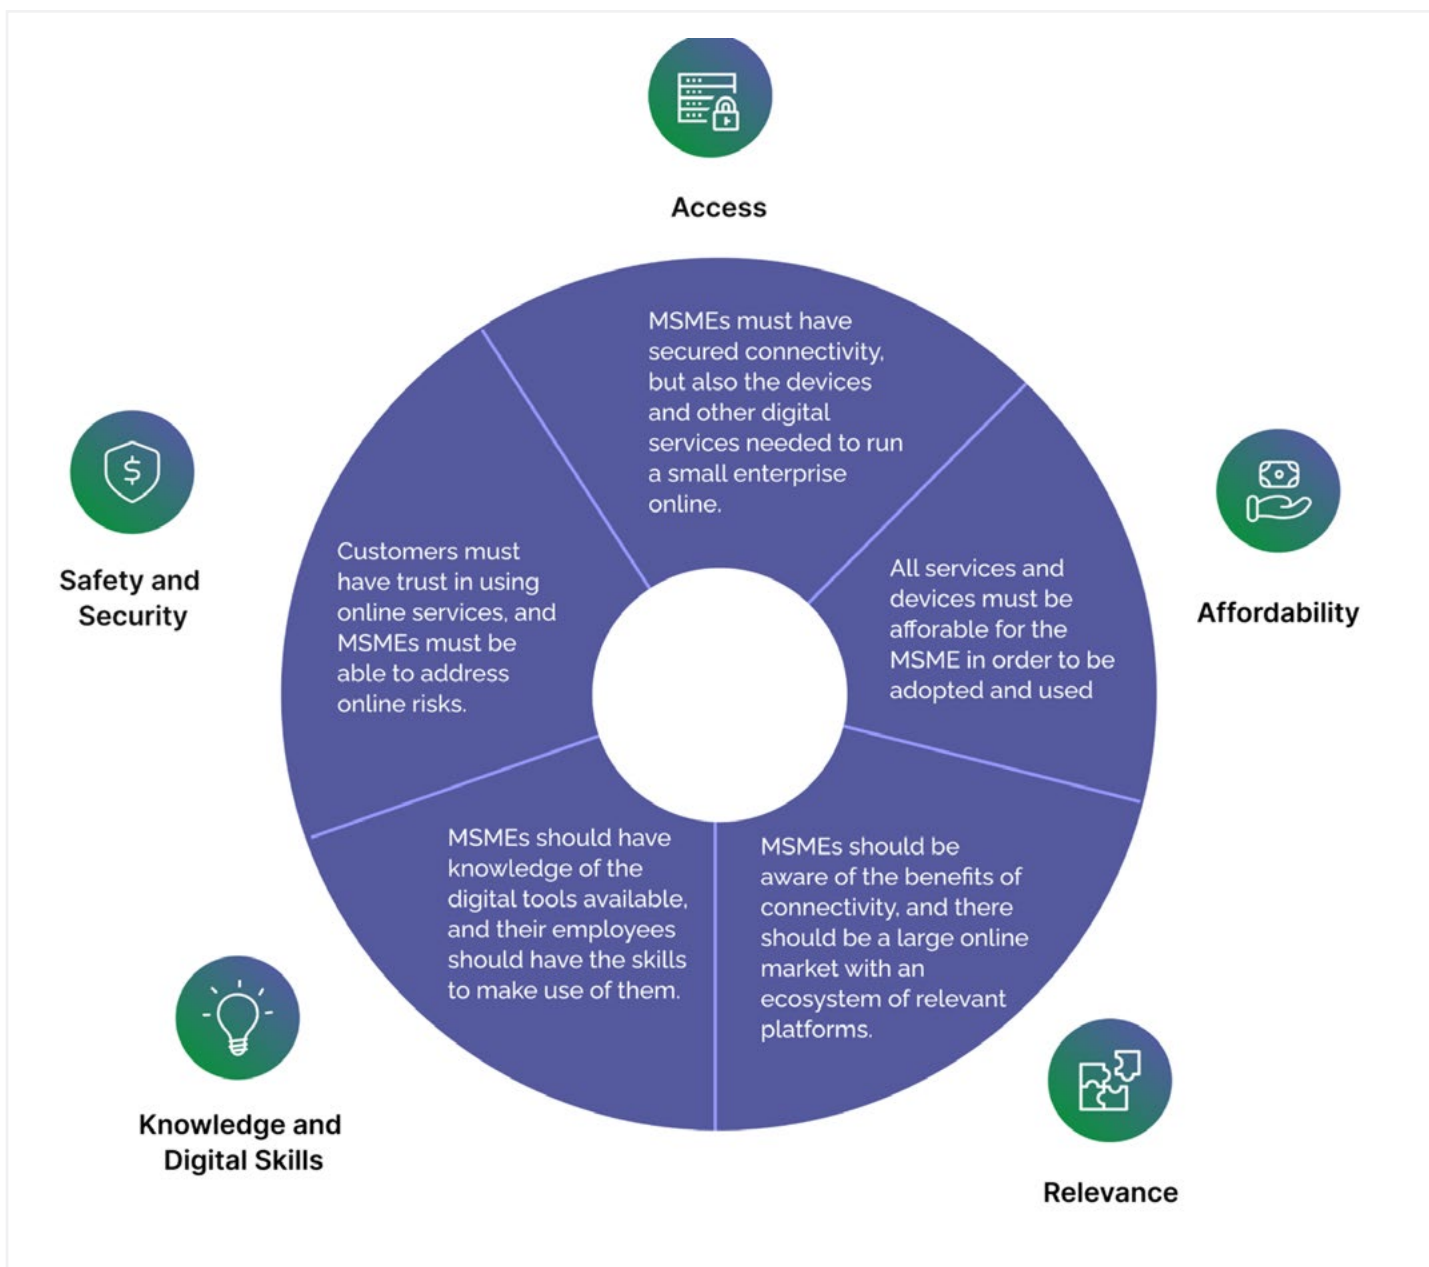 Access
MSMEs must have
secured connectivity,
but also the devices
and other digital
services needed to run
a small enterprise
online.
Affordability
All services and
devices must be
afforable for the
MSME in order to be
adopted and used
Relevance
MSMEs should be
aware of the benefits of
connectivity, and there
should be a large online
market with an
ecosystem of relevant
platforms.
Knowledge and
Digital Skills
MSMEs should have
knowledge of the
digital tools available,
and their employees
should have the skills
to make use of them.
Safety and
Security
Customers must
have trust in using
online services, and
MSMEs must be
able to address
online risks.